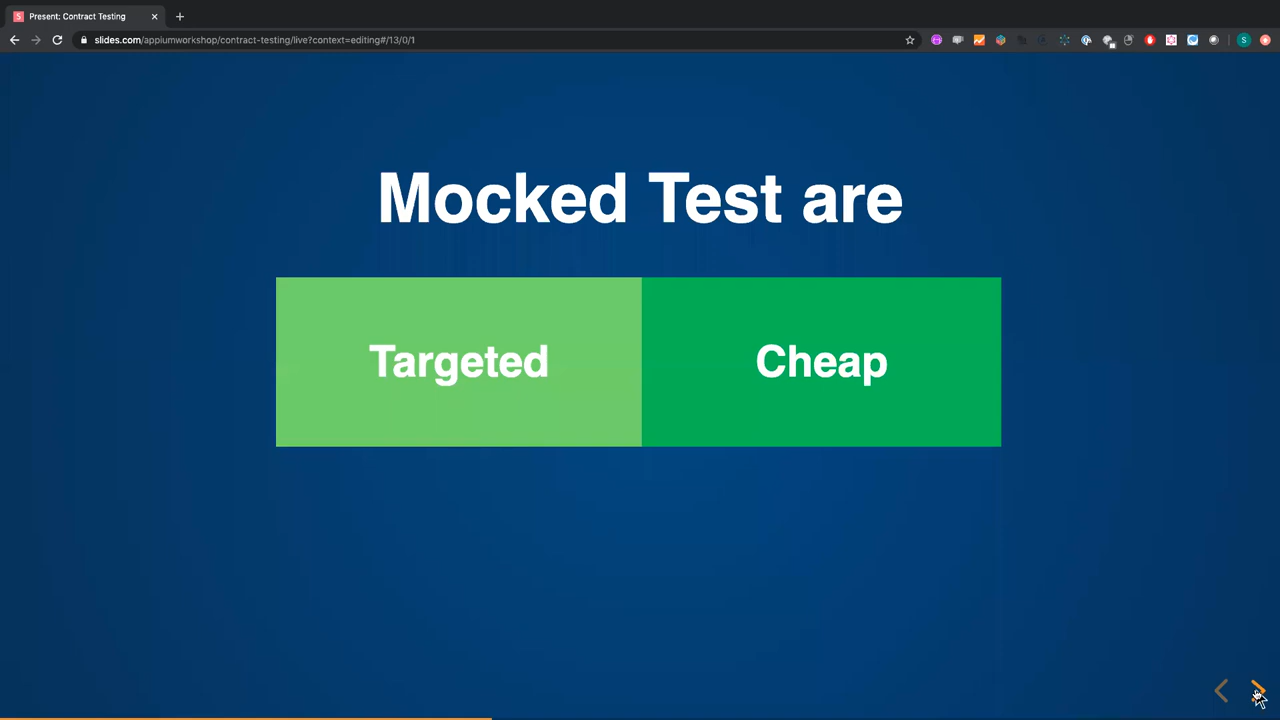 Present: Contract Testing
slides.com/appiumworkshop/contract-testing/live?context=editing#/13/0/1
S
Mocked Test are
Targeted
Cheap